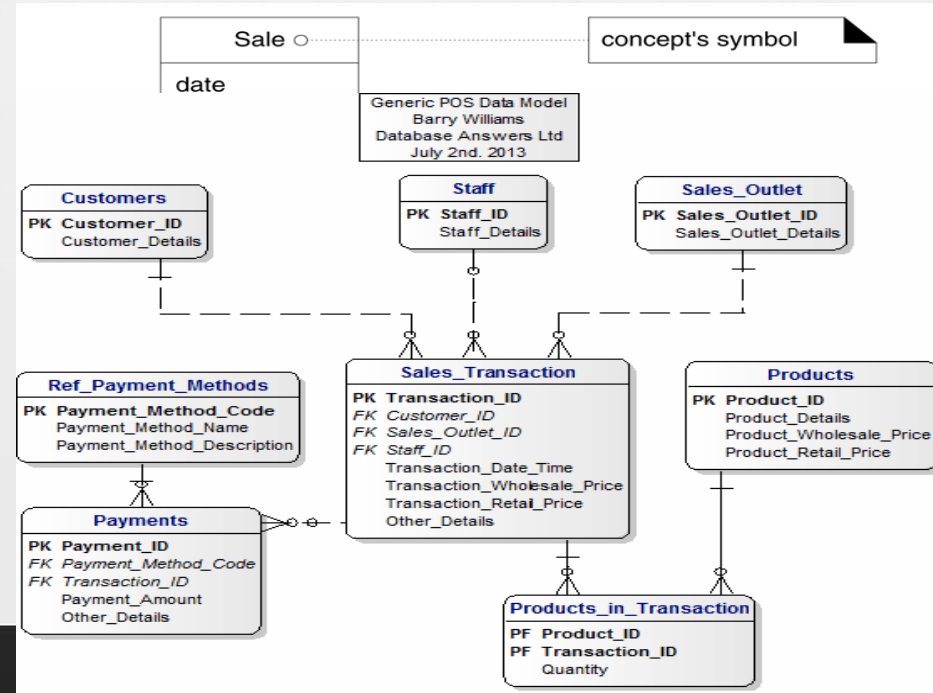 Sale
concept's symbol
date
Generic POS Data Model
Barry Williams
Database Answers Ltd
July 2nd. 2013
Customers
PK Customer_ID
Customer_Details
Staff
PK Staff_ID
Staff_Details
Sales_Outlet
PK Sales_Outlet_ID
Sales_Outlet_Details
Ref_Payment_Methods
PK Payment_Method_Code
Payment_Method_Name
Payment_Method_Description
Sales_Transaction
PK Transaction_ID
FK Customer_ID
FK Sales_Outlet_ID
FK Staff_ID
Transaction_Date_Time
Transaction_Wholesale_Price
Transaction_Retail_Price
Other_Details
Products
PK Product_ID
Product_Details
Product_Wholesale_Price
Product_Retail_Price
Payments
PK Payment_ID
FK Payment_Method_Code
FK Transaction_ID
Payment_Amount
Other_Details
Products_in_Transaction
PF Product_ID
PF Transaction_ID
Quantity